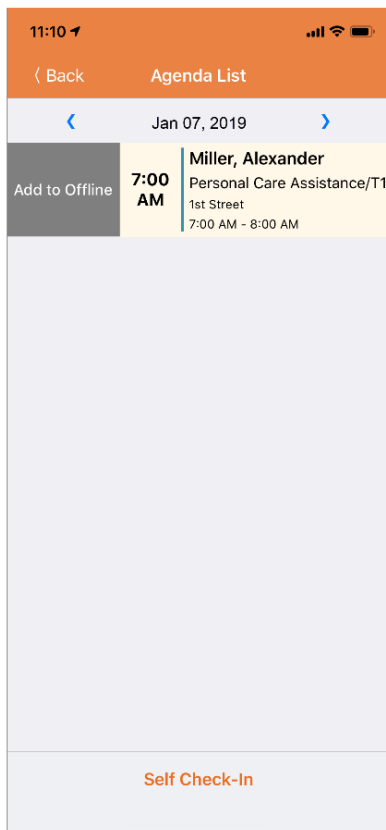 11:10
Back
Agenda List
Jan 07, 2019
Add to Offline
7:00
AM
Miller, Alexander
Personal Care Assistance/T1
1st Street
7:00 AM - 8:00 AM
Self Check-In